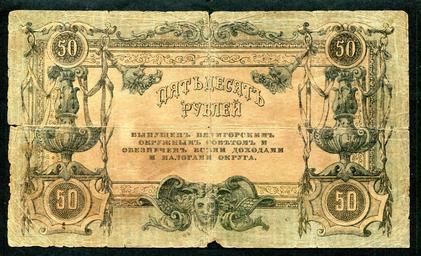 50 50
ПЯТЬДЕСЯТЪ
РУБЛЕЙ
ВЫПУЩЕНЪ ПЯТИГОРСКИМЪ
ОКРУЖНЫМЪ СОВѢТОМЪ И
ОБЕЗПЕЧЕНЪ ВСѢМИ ДОХОДАМИ
И НАЛОГАМИ ОКРУГА.
50 50